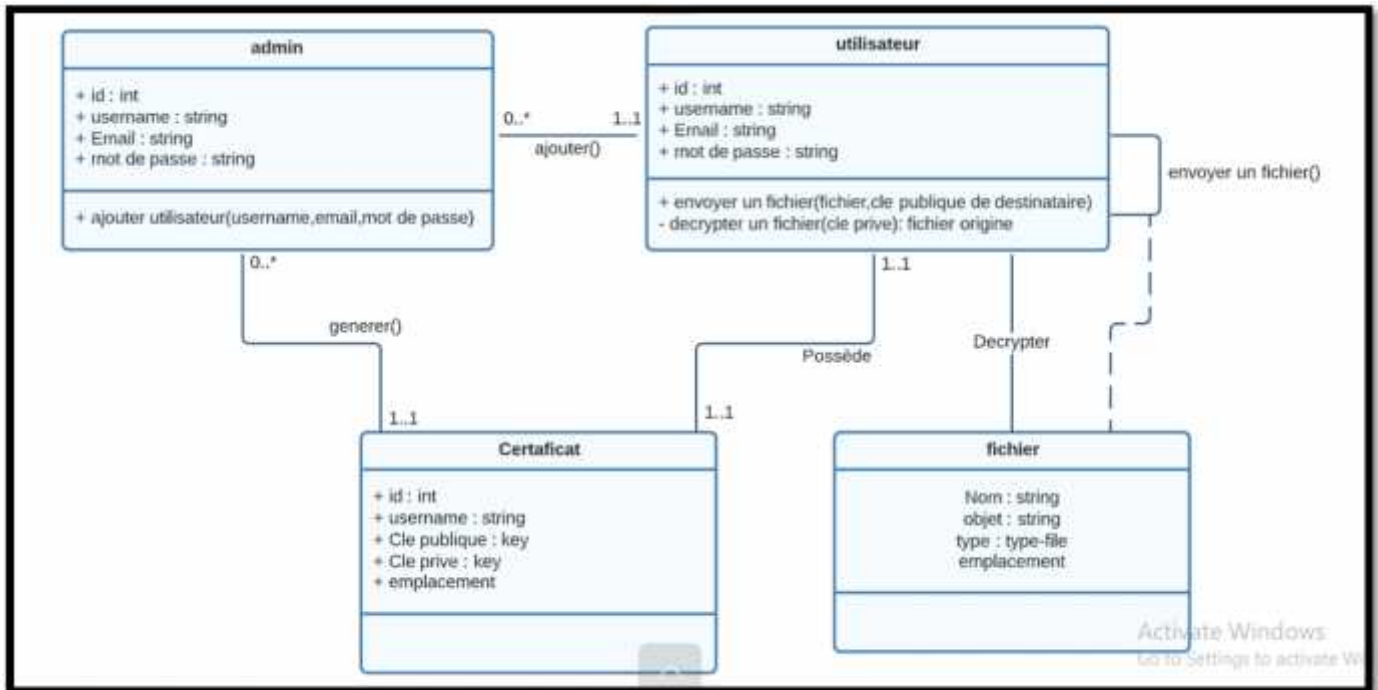 admin
+ id : int
+ username : string
+ Email : string
+ mot de passe : string
+ ajouter utilisateur(username,email,mot de passe)
0..* 1..1
ajouter()
utilisateur
+ id : int
+ username : string
+ Email : string
+ mot de passe : string
+ envoyer un fichier(fichier,cle publique de destinataire)
- decrypter un fichier(cle prive): fichier origine
envoyer un fichier()
0..*
generer()
1..1
1..1
Possède
1..1
Decrypter
Certaficat
+ id : int
+ username : string
+ Cle publique : key
+ Cle prive : key
+ emplacement
fichier
Nom : string
objet : string
type : type-file
emplacement
Activate Windows
Go to Settings to activate W